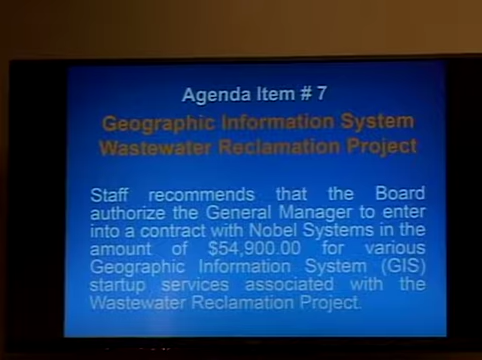 Agenda Item # 7
Geographic Information System
Wastewater Reclamation Project
Staff recommends that the Board
authorize the General Manager to enter
into a contract with Nobel Systems in the
amount of $54,900.00 for various
Geographic Information System (GIS)
startup services associated with the
Wastewater Reclamation Project.